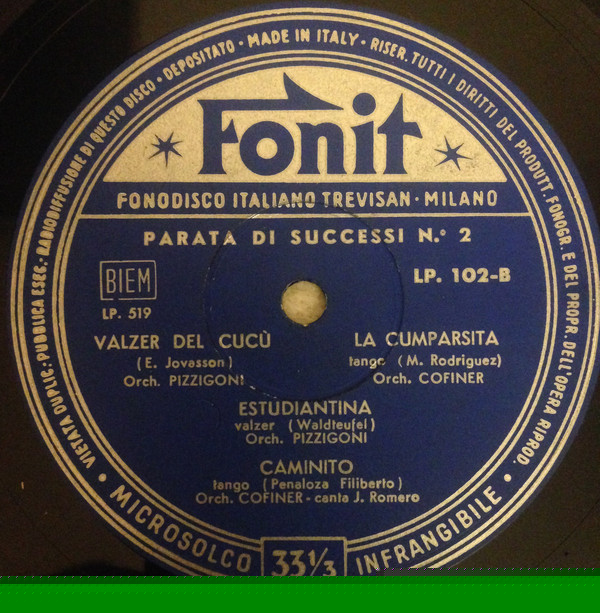 VIETATA DUPLIC.: PUBBLICA ESEC.: RADIODIFFUSIONE DI QUESTO DISCO • DEPOSITATO • MADE IN ITALY • RISER. TUTTI I DIRITTI DEL PRODUTT. FONOGR. E DEL PROPR. DELL'OPERA RIPROD.
Fonit
FONODISCO ITALIANO TREVISAN • MILANO
PARATA DI SUCCESSI N.° 2
BIEM
LP. 102-B
LP. 519
VALZER DEL CUCÙ
(E. Jovasson)
Orch. PIZZIGONI
LA CUMPARSITA
tango (M. Rodriguez)
Orch. COFINER
ESTUDIANTINA
valzer (Waldteufel)
Orch. PIZZIGONI
CAMINITO
tango (Penaloza Filiberto)
Orch. COFINER - canta J. Romero
• MICROSOLCO 33 1/3 INFRANGIBILE •